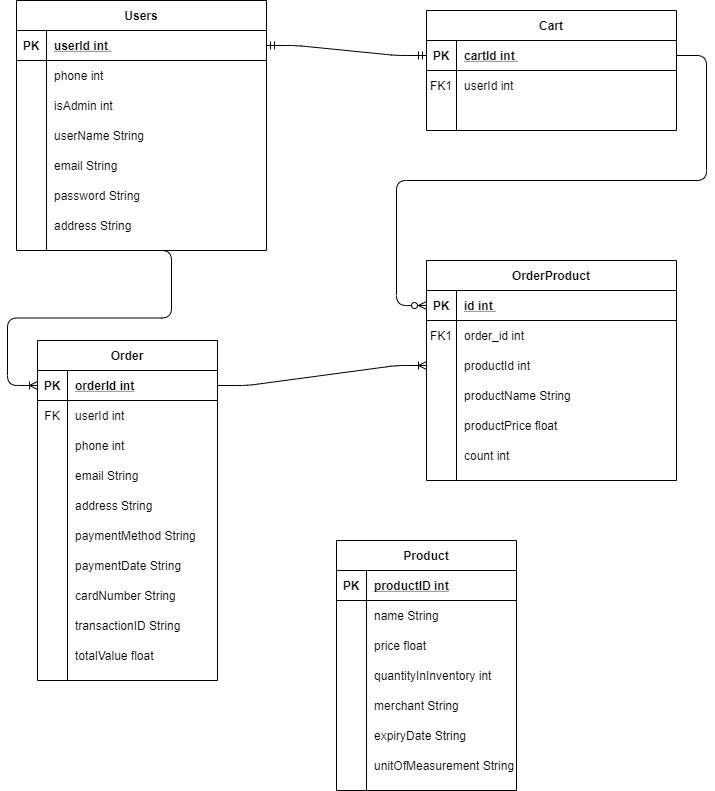 Users
PK userId int
phone int
isAdmin int
userName String
email String
password String
address String
Cart
PK cartId int
FK1 userId int
OrderProduct
PK id int
FK1 order_id int
productId int
productName String
productPrice float
count int
Order
PK orderId int
FK userId int
phone int
email String
address String
paymentMethod String
paymentDate String
cardNumber String
transactionID String
totalValue float
Product
PK productID int
name String
price float
quantityInInventory int
merchant String
expiryDate String
unitOfMeasurement String